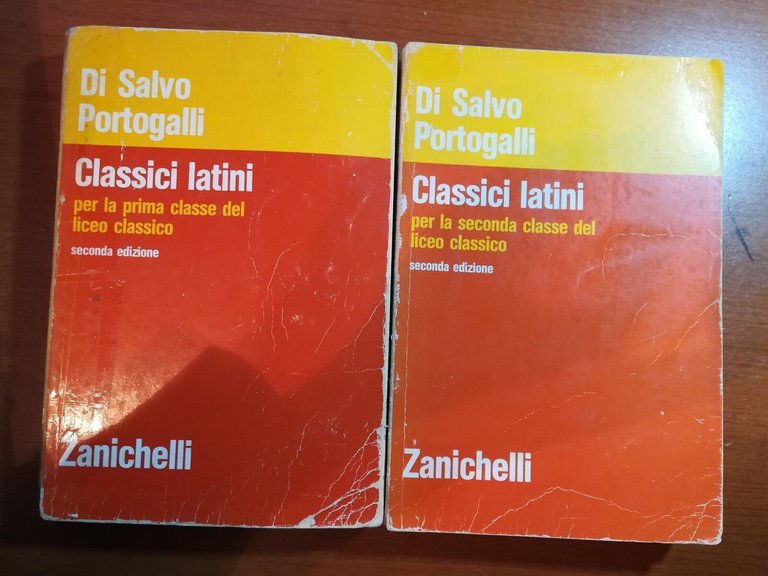 Di Salvo
Portogalli
Classici latini
per la prima classe del
liceo classico
seconda edizione
Zanichelli
Di Salvo
Portogalli
Classici latini
per la seconda classe del
liceo classico
seconda edizione
Zanichelli